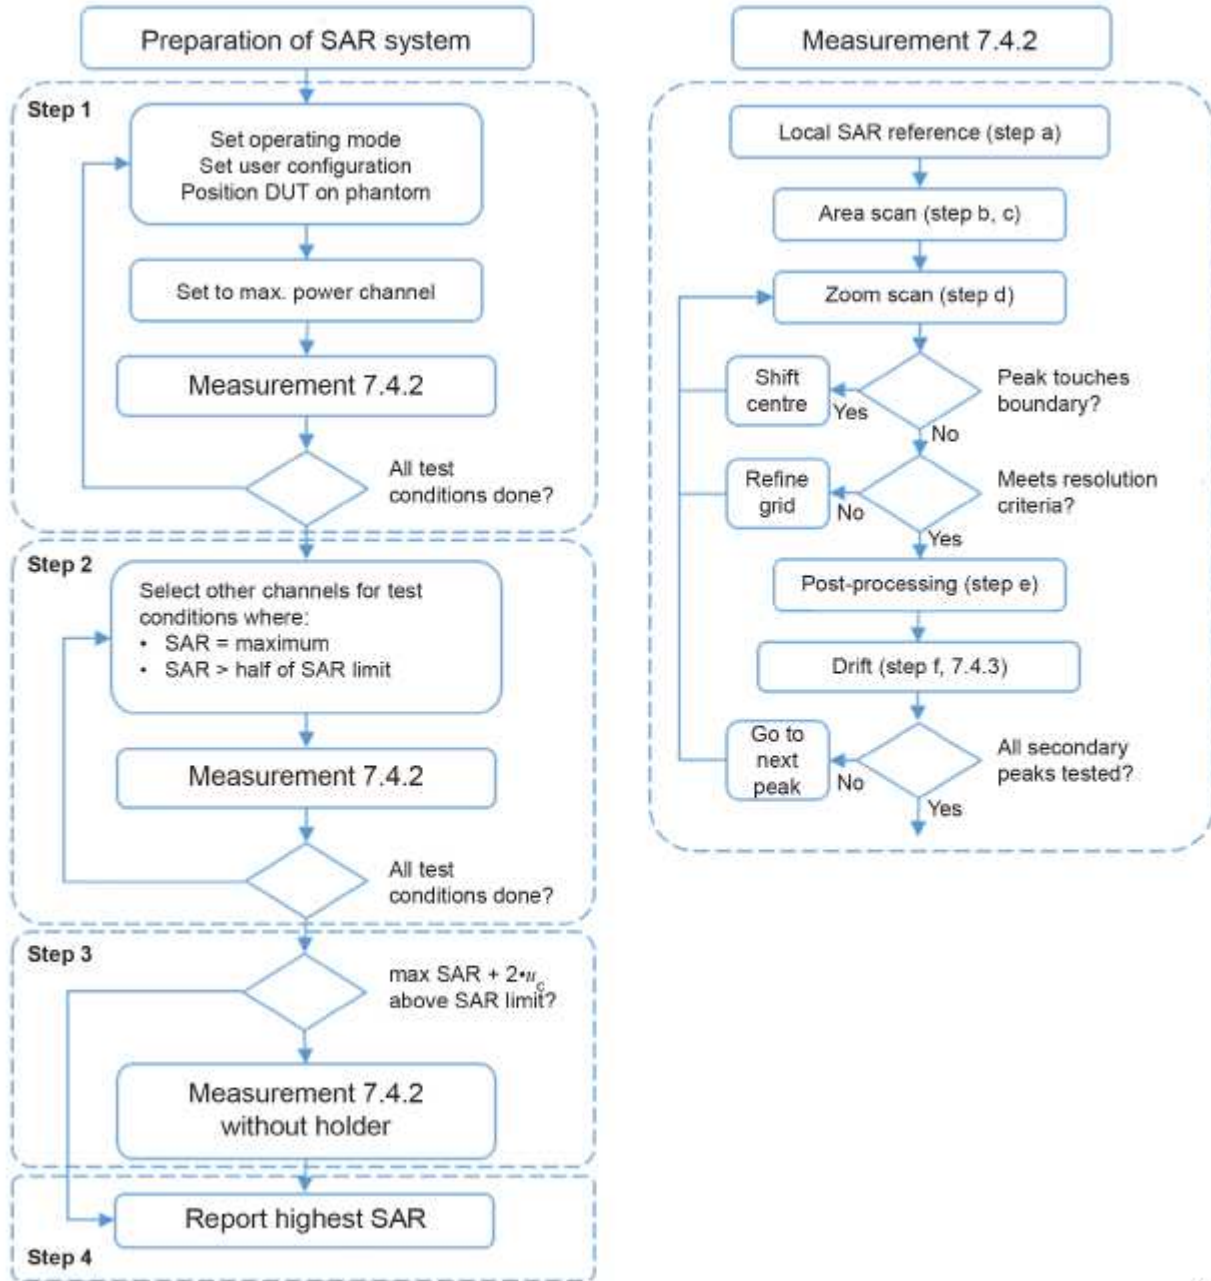 Preparation of SAR system
Step 1
Set operating mode
Set user configuration
Position DUT on phantom
Set to max. power channel
Measurement 7.4.2
All test
conditions done?
Step 2
Select other channels for test
conditions where:
• SAR = maximum
• SAR > half of SAR limit
Measurement 7.4.2
All test
conditions done?
Step 3
max SAR + 2•uc
above SAR limit?
Measurement 7.4.2
without holder
Report highest SAR
Step 4
Measurement 7.4.2
Local SAR reference (step a)
Area scan (step b, c)
Zoom scan (step d)
Shift
centre
Yes
Peak touches
boundary?
No
Refine
grid
No
Meets resolution
criteria?
Yes
Post-processing (step e)
Drift (step f, 7.4.3)
Go to
next
peak
No
All secondary
peaks tested?
Yes